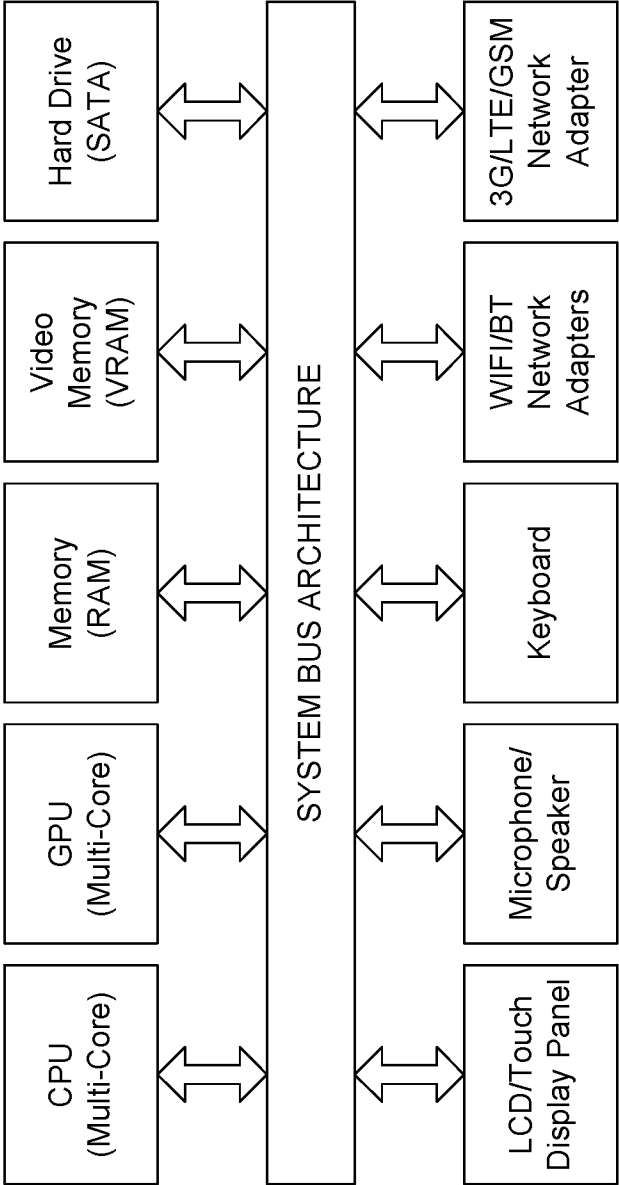 CPU
(Multi-Core)
GPU
(Multi-Core)
Memory
(RAM)
Video
Memory
(VRAM)
Hard Drive
(SATA)
SYSTEM BUS ARCHITECTURE
LCD/Touch
Display Panel
Microphone/
Speaker
Keyboard
WIFI/BT
Network
Adapters
3G/LTE/GSM
Network
Adapter